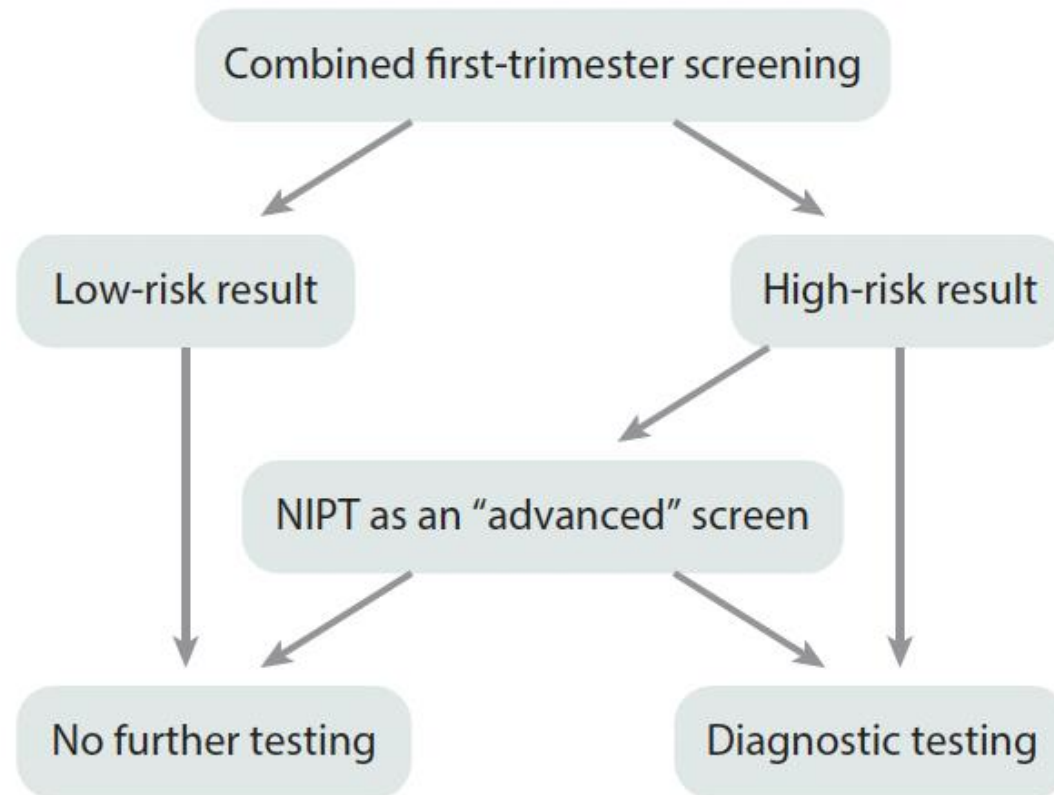 Combined first-trimester screening
Low-risk result
High-risk result
NIPT as an “advanced” screen
No further testing
Diagnostic testing